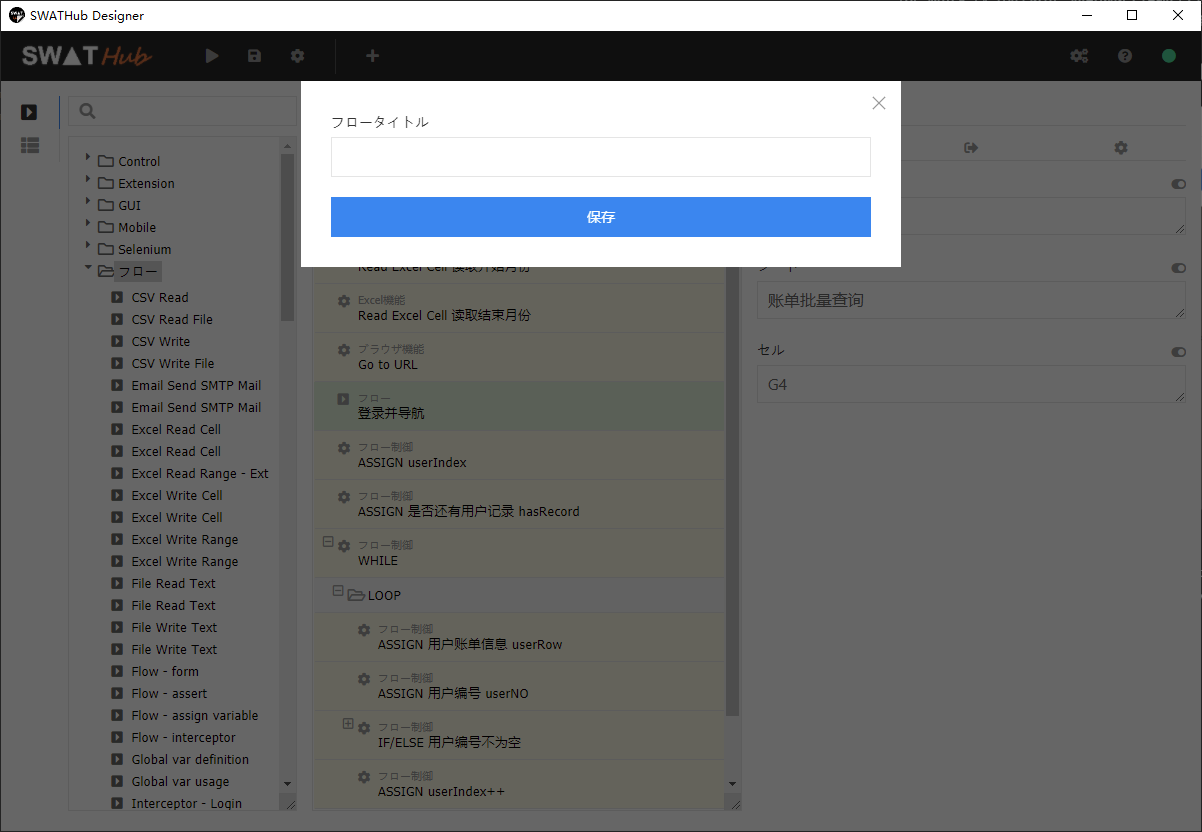 SWATHub Designer
SWAT Hub
フロータイトル
保存
Control
Extension
GUI
Mobile
Selenium
フロー
CSV Read
CSV Read File
CSV Write
CSV Write File
Email Send SMTP Mail
Email Send SMTP Mail
Excel Read Cell
Excel Read Cell
Excel Read Range - Ext
Excel Write Cell
Excel Write Cell
Excel Write Range
Excel Write Range
File Read Text
File Read Text
File Write Text
File Write Text
Flow - form
Flow - assert
Flow - assign variable
Flow - interceptor
Global var definition
Global var usage
Interceptor - Login
Read Excel Cell 读取开始月份
Excel機能
Read Excel Cell 读取结束月份
ブラウザ機能
Go to URL
フロー
登录并导航
フロー制御
ASSIGN userIndex
フロー制御
ASSIGN 是否还有用户记录 hasRecord
フロー制御
WHILE
LOOP
フロー制御
ASSIGN 用户账单信息 userRow
フロー制御
ASSIGN 用户编号 userNO
フロー制御
IF/ELSE 用户编号不为空
フロー制御
ASSIGN userIndex++
账单批量查询
セル
G4